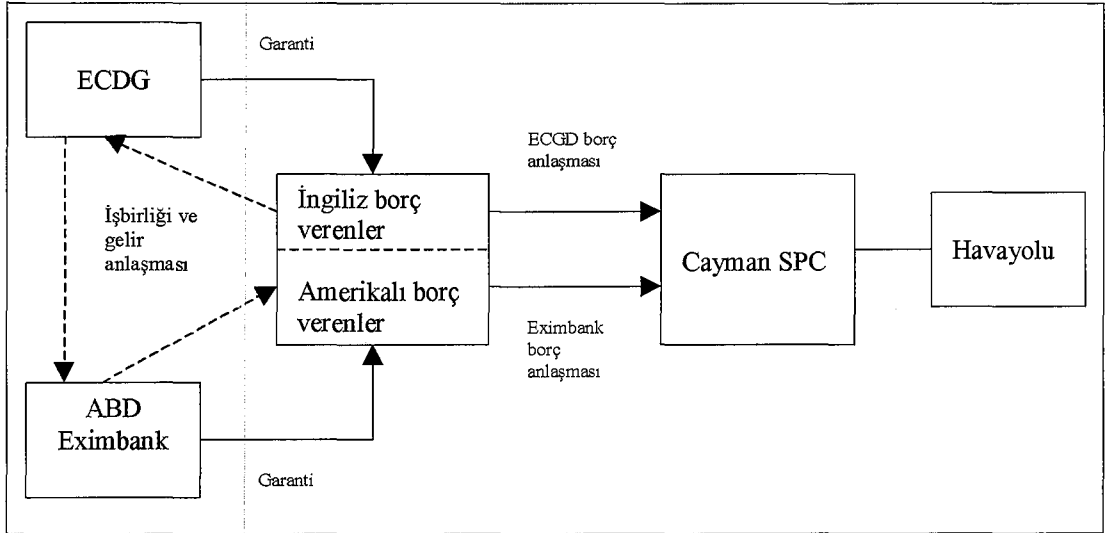 Garanti
ECDG
ECGD borç
anlaşması
İngiliz borç
verenler
İşbirliği ve
gelir
anlaşması
Amerikalı borç
verenler
Cayman SPC
Havayolu
Eximbank
borç
anlaşması
ABD
Eximbank
Garanti